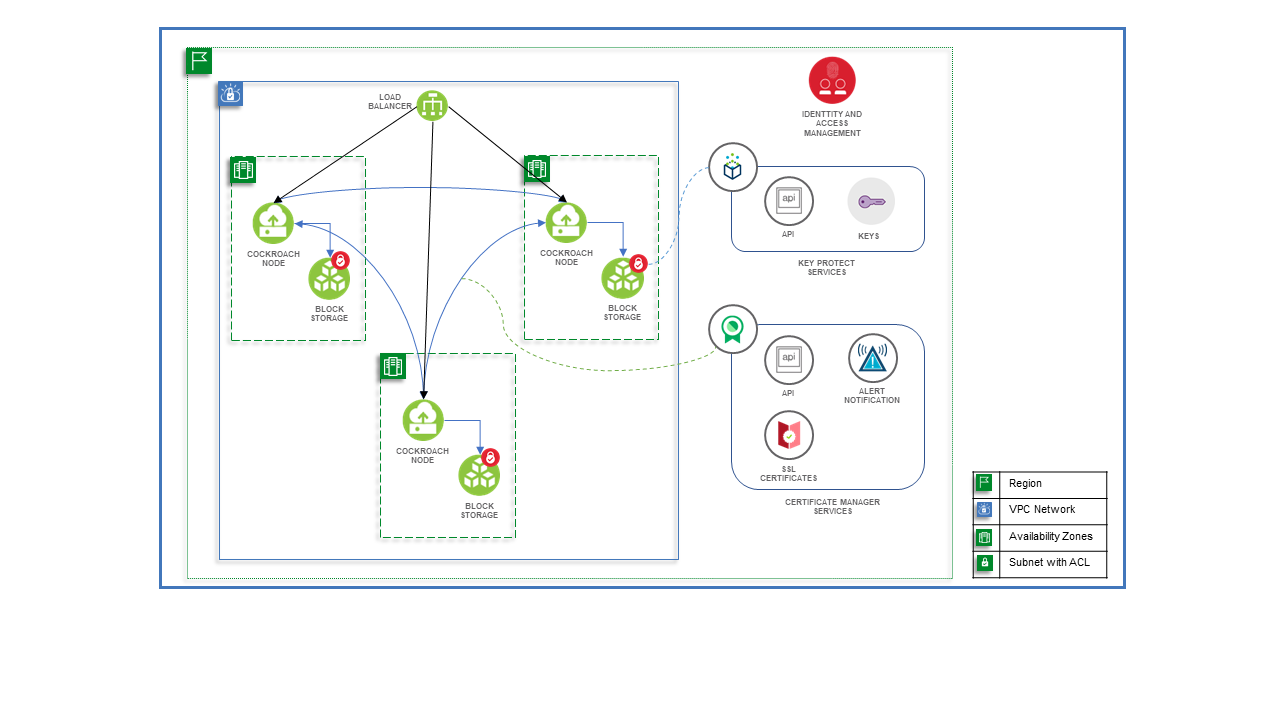 LOAD
BALANCER
IDENTTITY AND
ACCESS
MANAGEMENT
COCKROACH
NODE
BLOCK
STORAGE
COCKROACH
NODE
BLOCK
STORAGE
COCKROACH
NODE
BLOCK
STORAGE
api
API
KEYS
KEY PROTECT
SERVICES
api
API
ALERT
NOTIFICATION
SSL
CERTIFICATES
CERTIFICATE MANAGER
SERVICES
Region
VPC Network
Availability Zones
Subnet with ACL